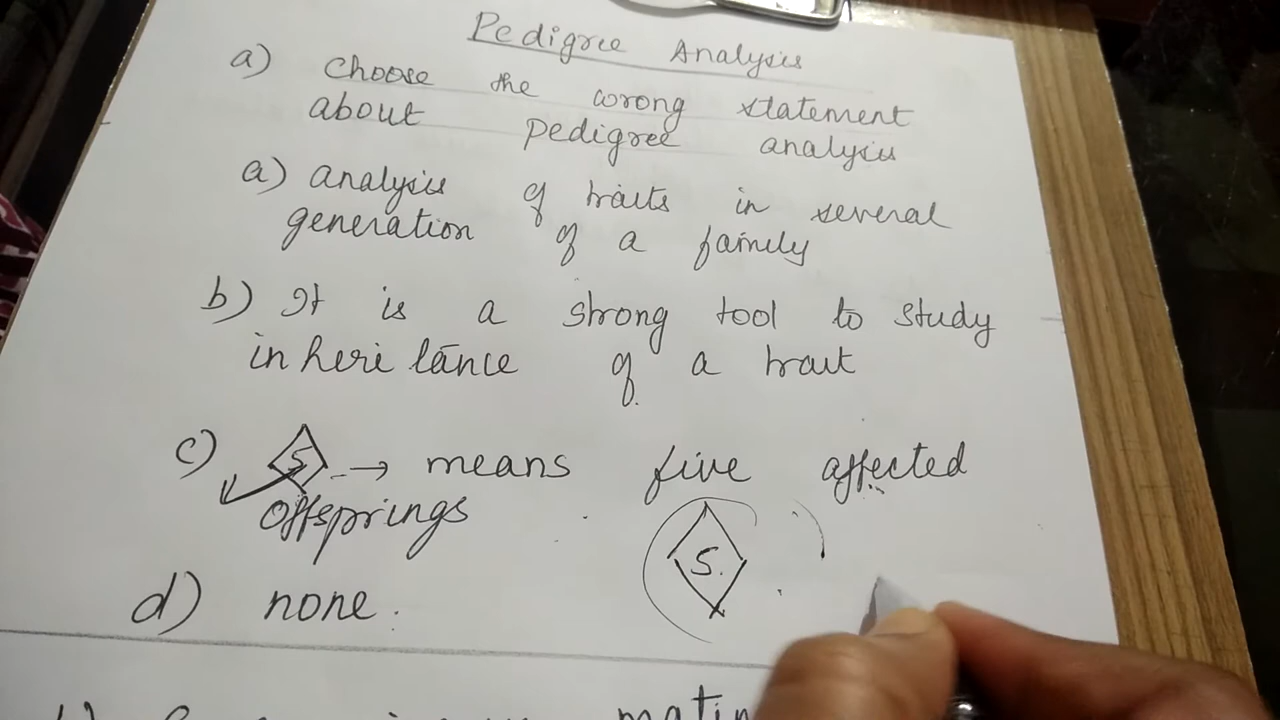 Pedigree Analysis
a) Choose the wrong statement
about pedigree analysis
a) analysis of traits in several
generation of a family
b) It is a strong tool to study
inheritance of a trait
c) 5 → means five affected
offsprings
5
d) none.
mating